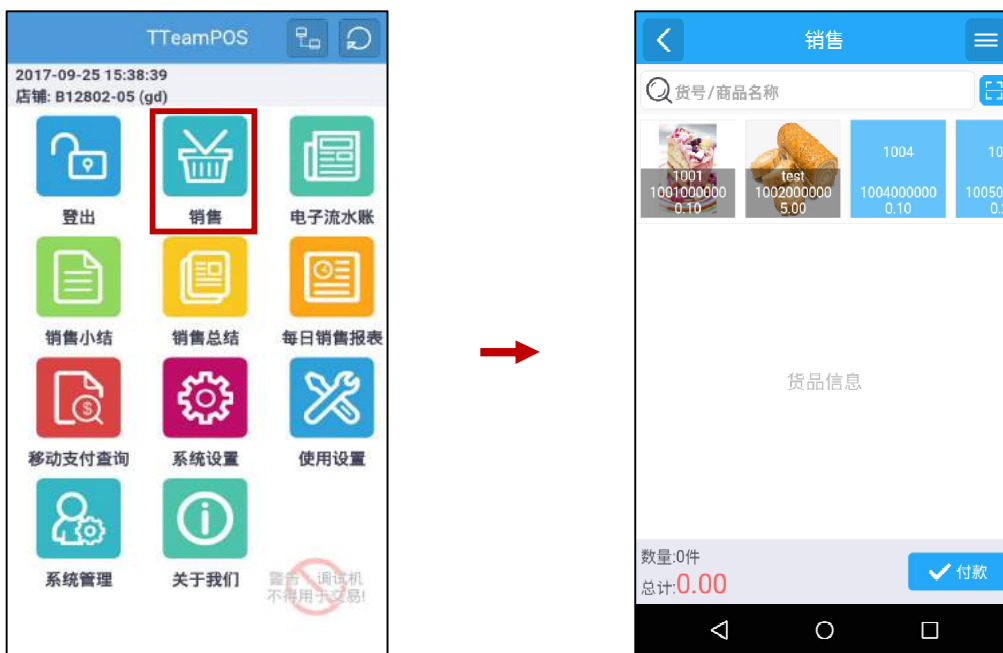 TTeamPOS
2017-09-25 15:38:39
店铺: B12802-05 (gd)
登出
销售
电子流水账
销售小结
销售总结
每日销售报表
移动支付查询
系统设置
使用设置
系统管理
关于我们
警告、调试机
不得用于交易!
销售
货号/商品名称
1001
1001000000
0.10
test
1002000000
5.00
1004
1004000000
0.10
10
10050
0.
货品信息
数量:0件
总计:0.00
付款